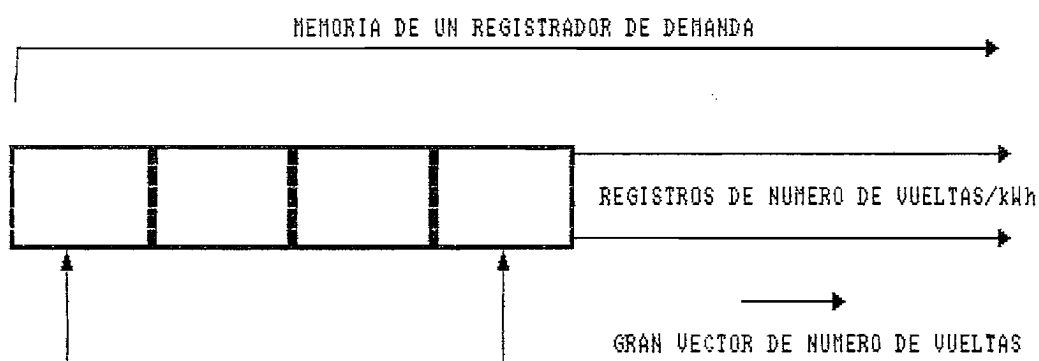 MEMORIA DE UN REGISTRADOR DE DEMANDA
REGISTROS DE NUMERO DE VUELTAS/kWh
GRAN VECTOR DE NUMERO DE VUELTAS